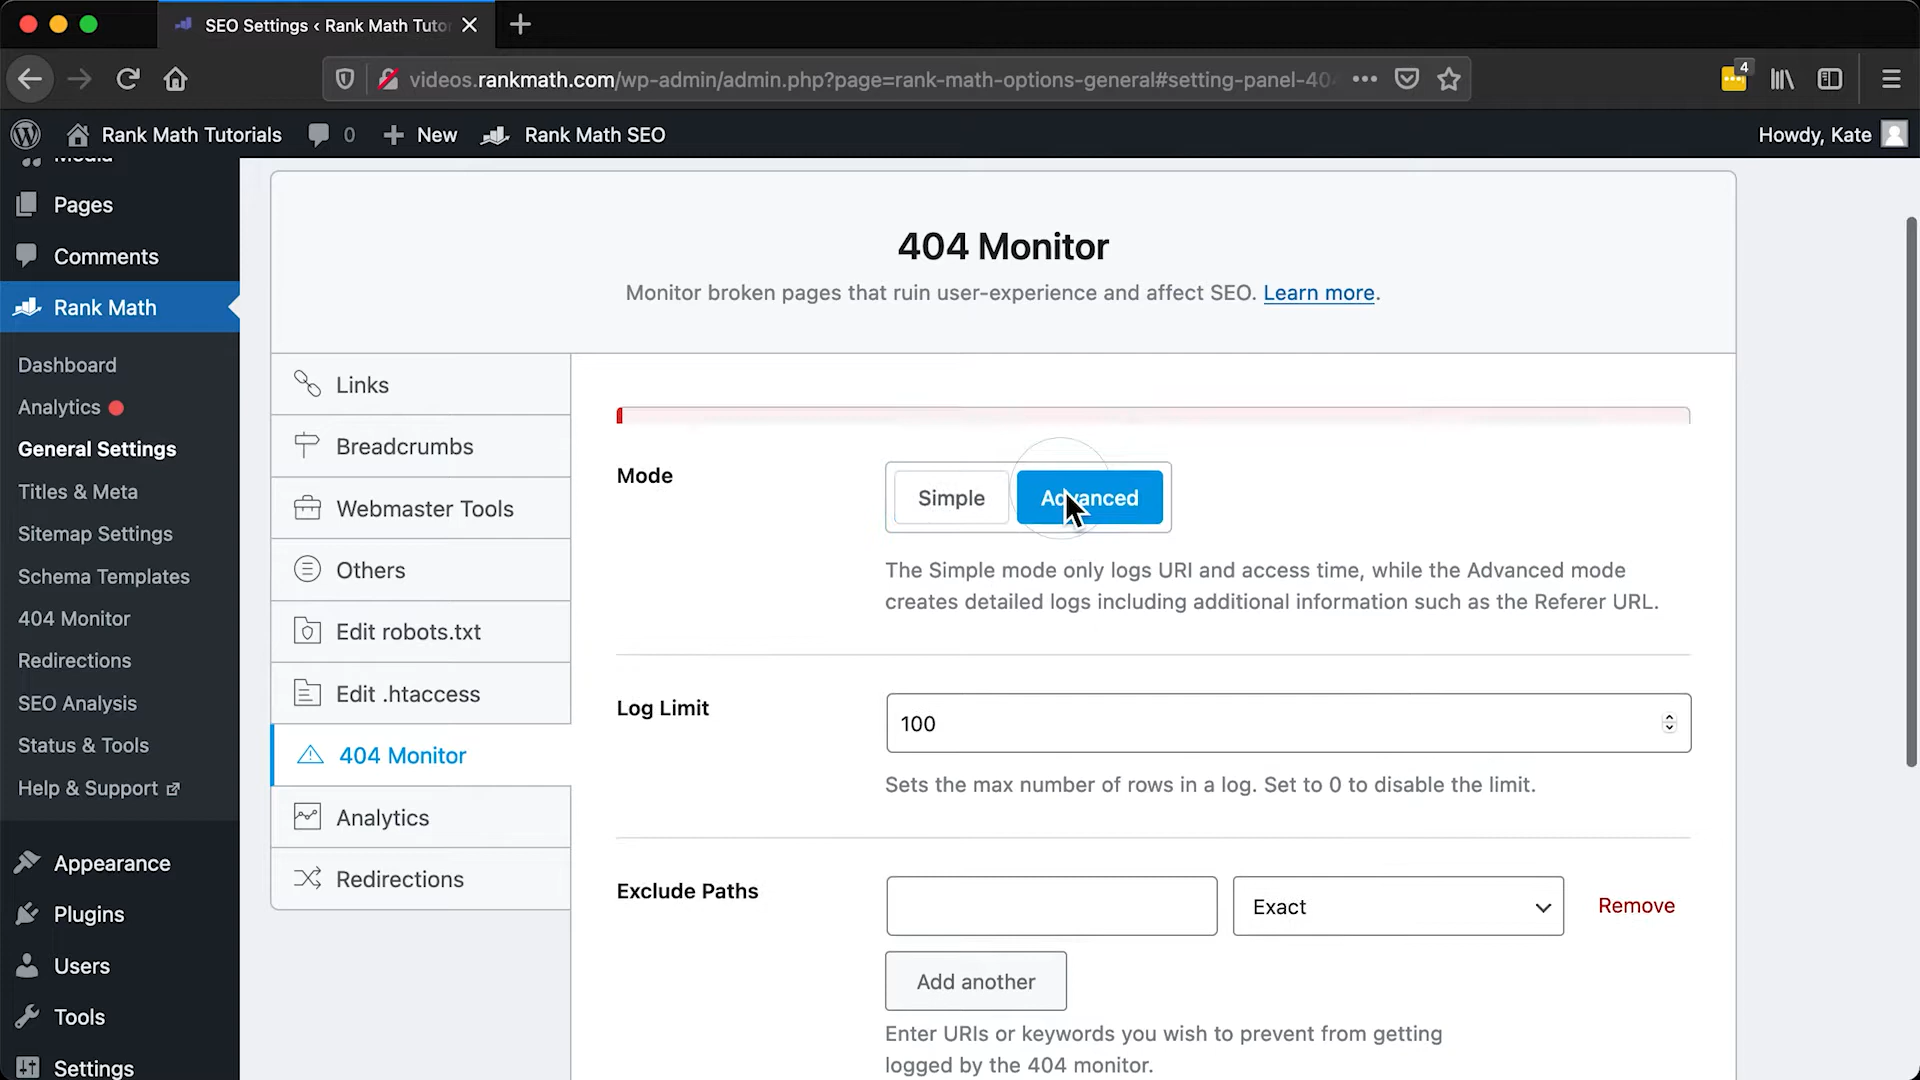 SEO Settings ‹ Rank Math Tuto
videos.rankmath.com/wp-admin/admin.php?page=rank-math-options-general#setting-panel-404
4
Rank Math Tutorials
0
New
Rank Math SEO
Howdy, Kate
Media
Pages
Comments
Rank Math
Dashboard
Analytics
General Settings
Titles & Meta
Sitemap Settings
Schema Templates
404 Monitor
Redirections
SEO Analysis
Status & Tools
Help & Support
Appearance
Plugins
Users
Tools
Settings
404 Monitor
Monitor broken pages that ruin user-experience and affect SEO. Learn more.
Links
Breadcrumbs
Webmaster Tools
Others
Edit robots.txt
Edit .htaccess
404 Monitor
Analytics
Redirections
Mode
Simple
Advanced
The Simple mode only logs URI and access time, while the Advanced mode
creates detailed logs including additional information such as the Referer URL.
Log Limit
100
Sets the max number of rows in a log. Set to 0 to disable the limit.
Exclude Paths
Exact
Remove
Add another
Enter URIs or keywords you wish to prevent from getting
logged by the 404 monitor.